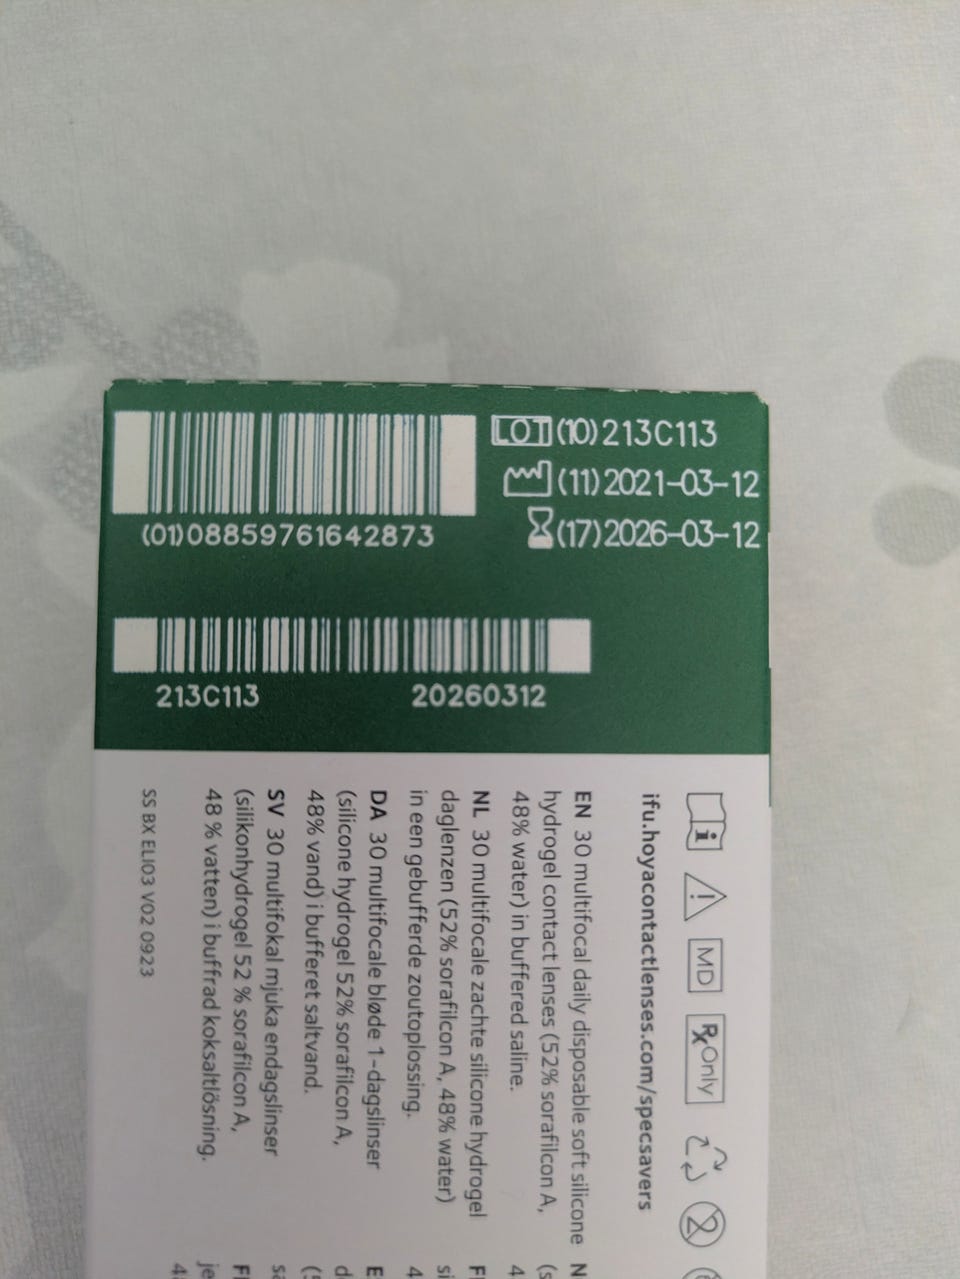 LOT (10)213C113
(11)2021-03-12
(17)2026-03-12
(01)08859761642873
213C113 20260312
i
MD
Rx Only
2
ifu.hoyacontactlenses.com/specsavers
EN 30 multifocal daily disposable soft silicone
hydrogel contact lenses (52% sorafilcon A,
48% water) in buffered saline.
NL 30 multifocale zachte silicone hydrogel
daglenzen (52% sorafilcon A, 48% water)
in een gebufferde zoutoplossing.
DA 30 multifocale bløde 1-dagslinser
(silicone hydrogel 52% sorafilcon A,
48% vand) i bufferet saltvand.
SV 30 multifokal mjuka endagslinser
(silikonhydrogel 52 % sorafilcon A,
48 % vatten) i buffrad koksaltlösning.
SS BX ELI03 V02 0923